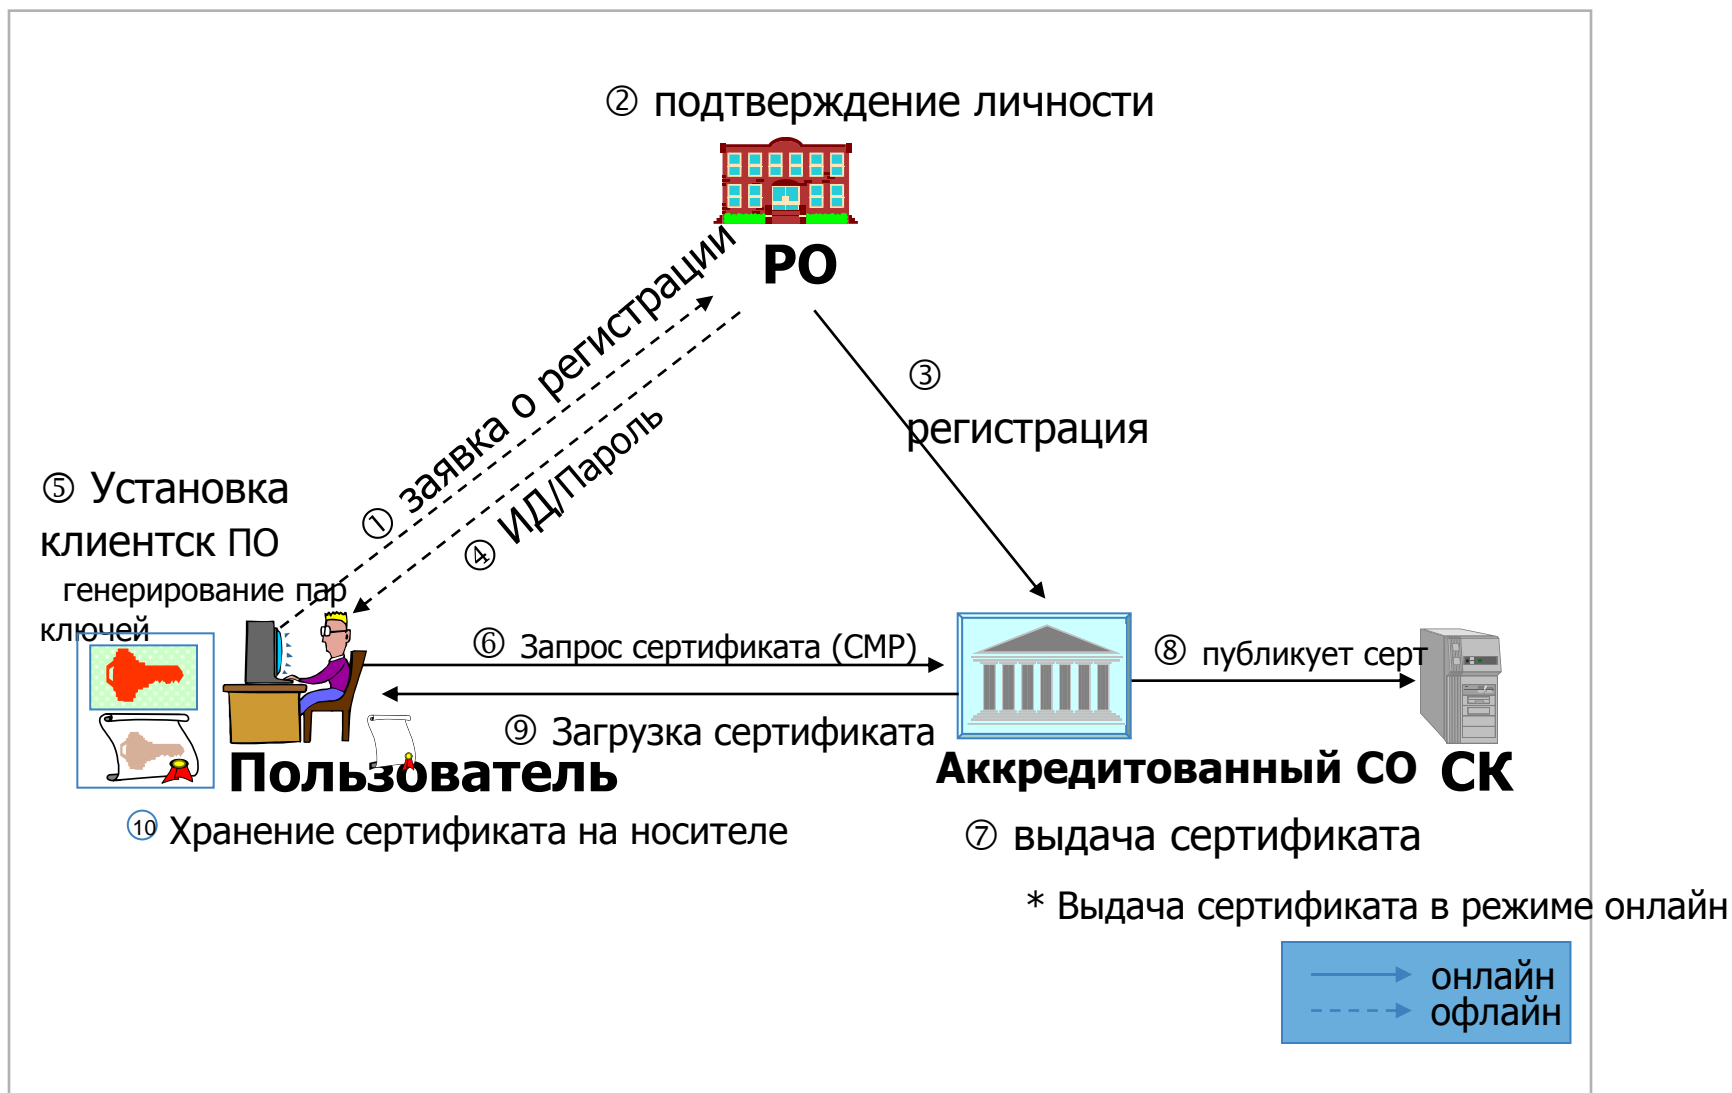 ② подтверждение личности
РО
① заявка о регистрации
③
регистрация
④ ИД/Пароль
⑤ Установка
клиентск ПО
генерирование пар
ключей
⑥ Запрос сертификата (CMP)
⑧ публикует серт
⑨ Загрузка сертификата
Пользователь
Аккредитованный СО
СК
⑩ Хранение сертификата на носителе
⑦ выдача сертификата
* Выдача сертификата в режиме онлайн
онлайн
офлайн